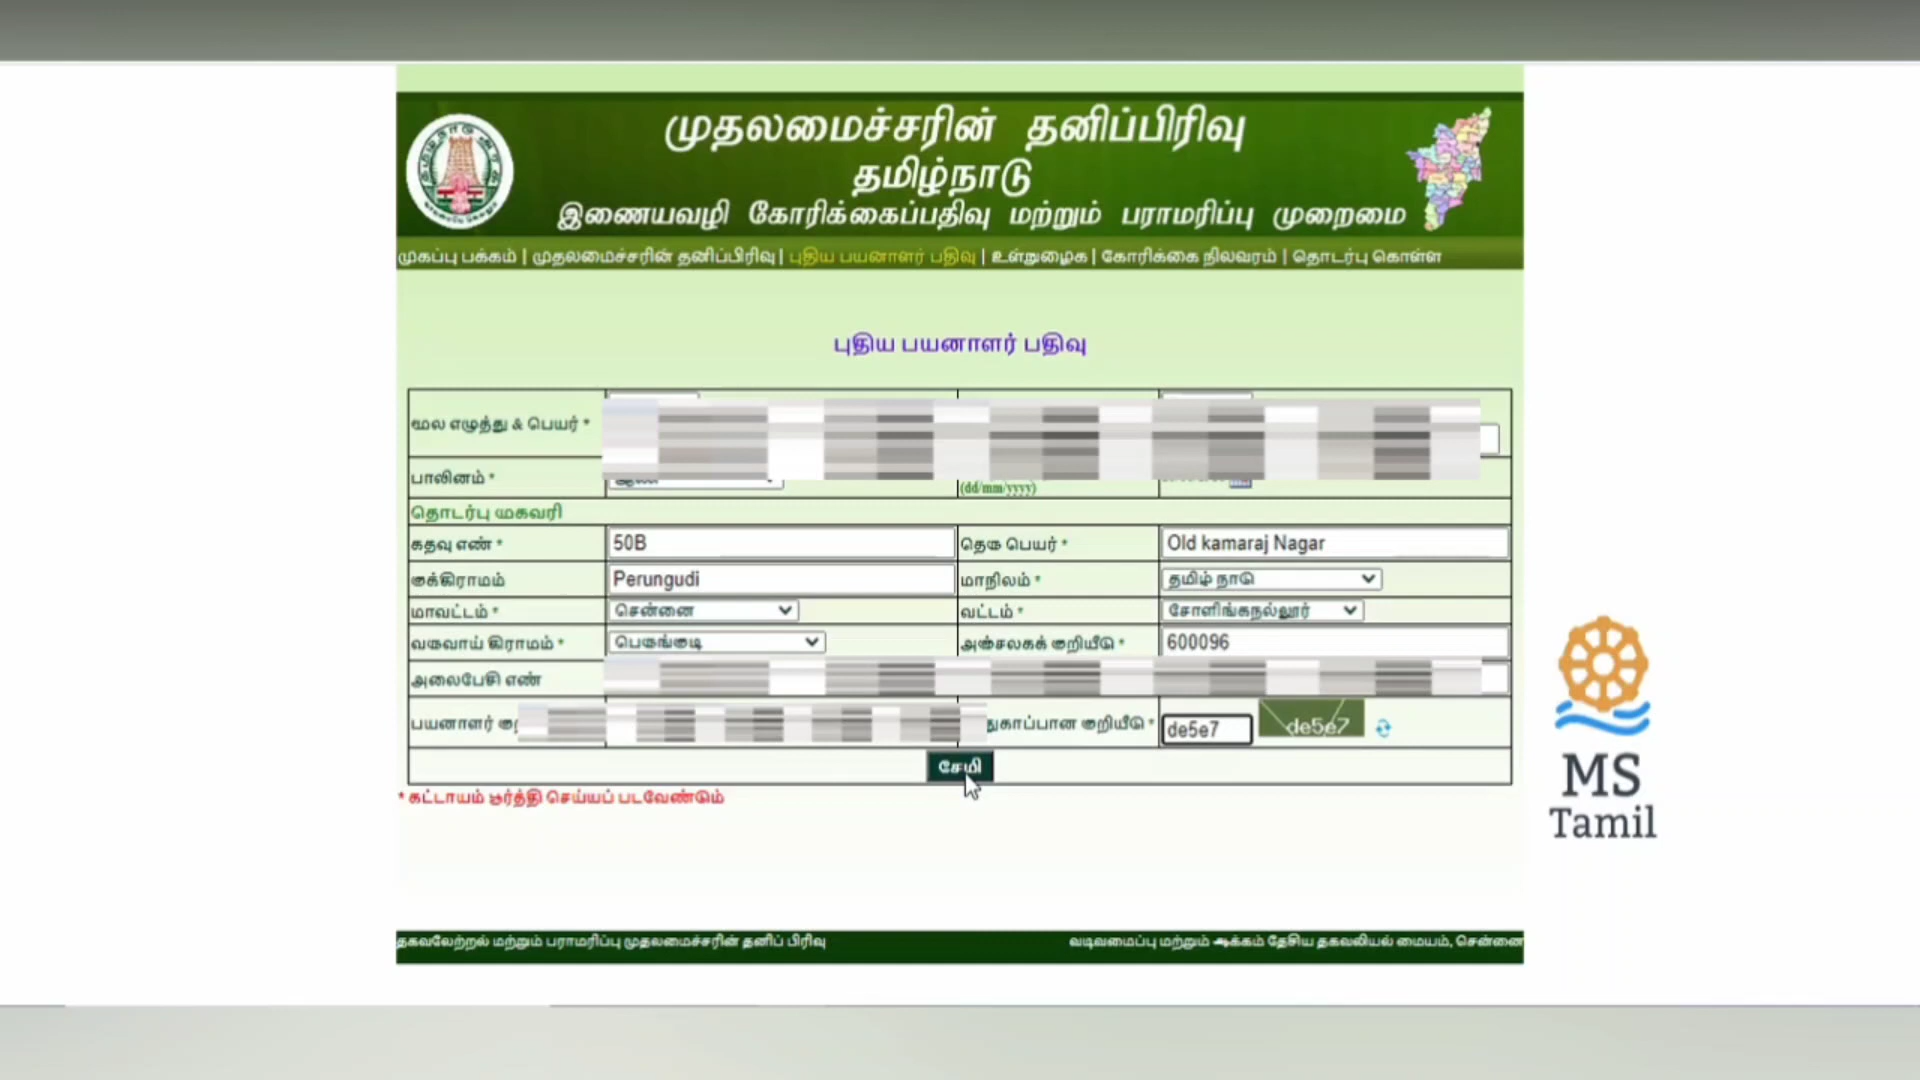 முதலமைச்சரின் தனிப்பிரிவு
தமிழ்நாடு
இணையவழி கோரிக்கைப்பதிவு மற்றும் பராமரிப்பு முறைமை
முகப்பு பக்கம் | முதலமைச்சரின் தனிப்பிரிவு | புதிய பயனாளர் பதிவு | உள்நுழைக | கோரிக்கை நிலவரம் | தொடர்பு கொள்ள
புதிய பயனாளர் பதிவு
எழுத்து & பெயர் *
பாலினம் *
(dd/mm/yyyy)
தொடர்பு முகவரி
கதவு எண் * 50B தெரு பெயர் * Old kamaraj Nagar
குக்கிராமம் Perungudi மாநிலம் * தமிழ் நாடு
மாவட்டம் * சென்னை வட்டம் * சோளிங்கநல்லூர்
வருவாய் கிராமம் * பெருங்குடி அஞ்சலகக் குறியீடு * 600096
அலைபேசி எண்
பயனாளர் குறியீடு * de5e7 de5e7
சேமி
* கட்டாயம் பூர்த்தி செய்யப் படவேண்டும்
தகவலேற்றல் மற்றும் பராமரிப்பு முதலமைச்சரின் தனிப் பிரிவு
வடிவமைப்பு மற்றும் ஆக்கம் தேசிய தகவலியல் மையம், சென்னை
MS
Tamil